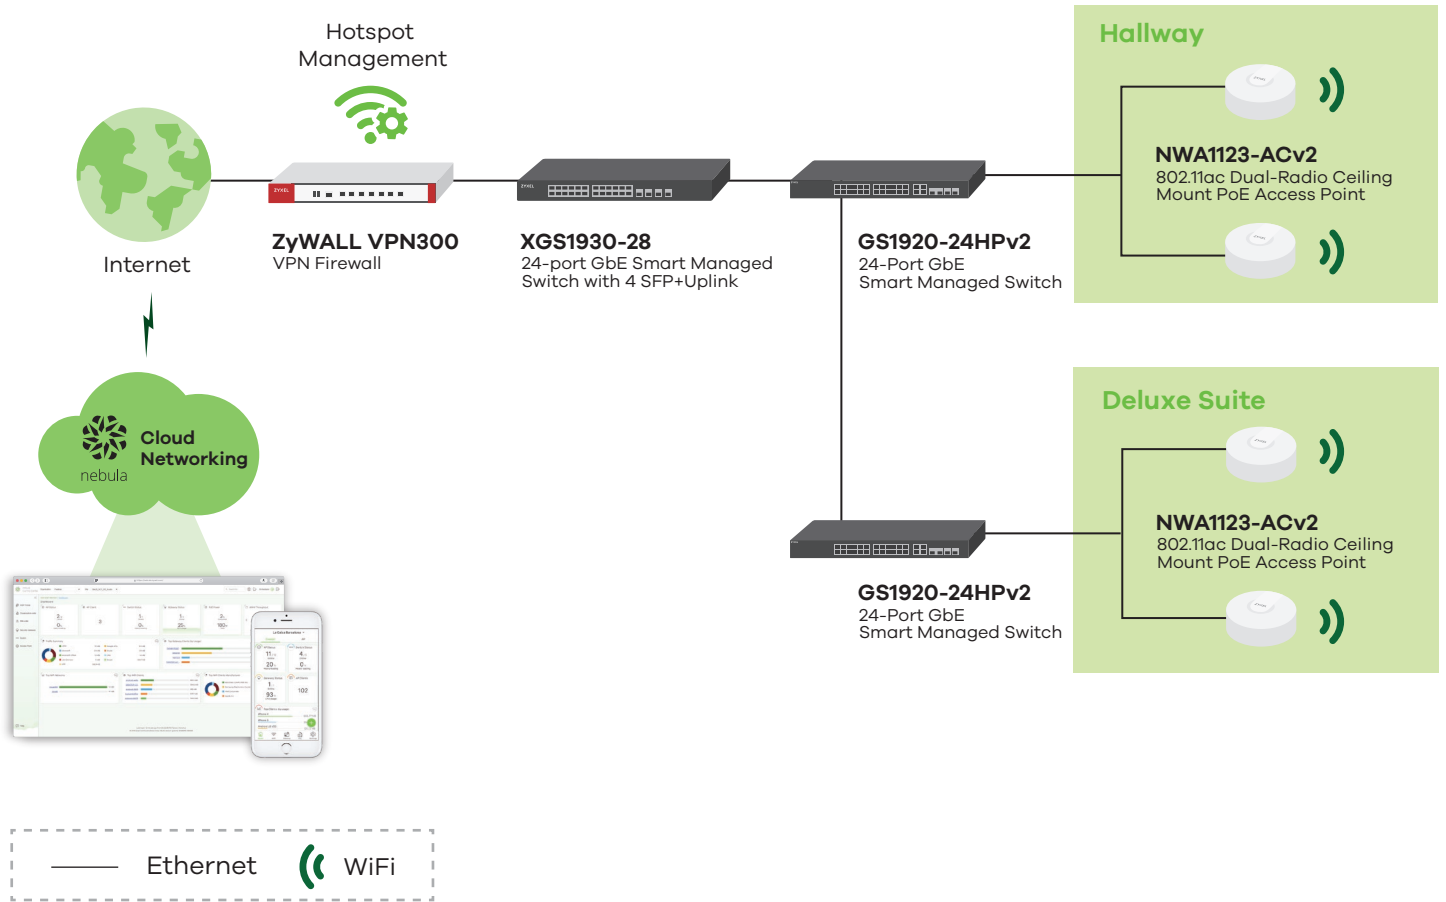 Hotspot
Management
Internet
ZYXEL
ZyWALL VPN300
VPN Firewall
ZYXEL
XGS1930-28
24-port GbE Smart Managed
Switch with 4 SFP+Uplink
GS1920-24HPv2
24-Port GbE
Smart Managed Switch
Hallway
NWA1123-ACv2
802.11ac Dual-Radio Ceiling
Mount PoE Access Point
nebula
Cloud
Networking
GS1920-24HPv2
24-Port GbE
Smart Managed Switch
Deluxe Suite
NWA1123-ACv2
802.11ac Dual-Radio Ceiling
Mount PoE Access Point
Ethernet
WiFi